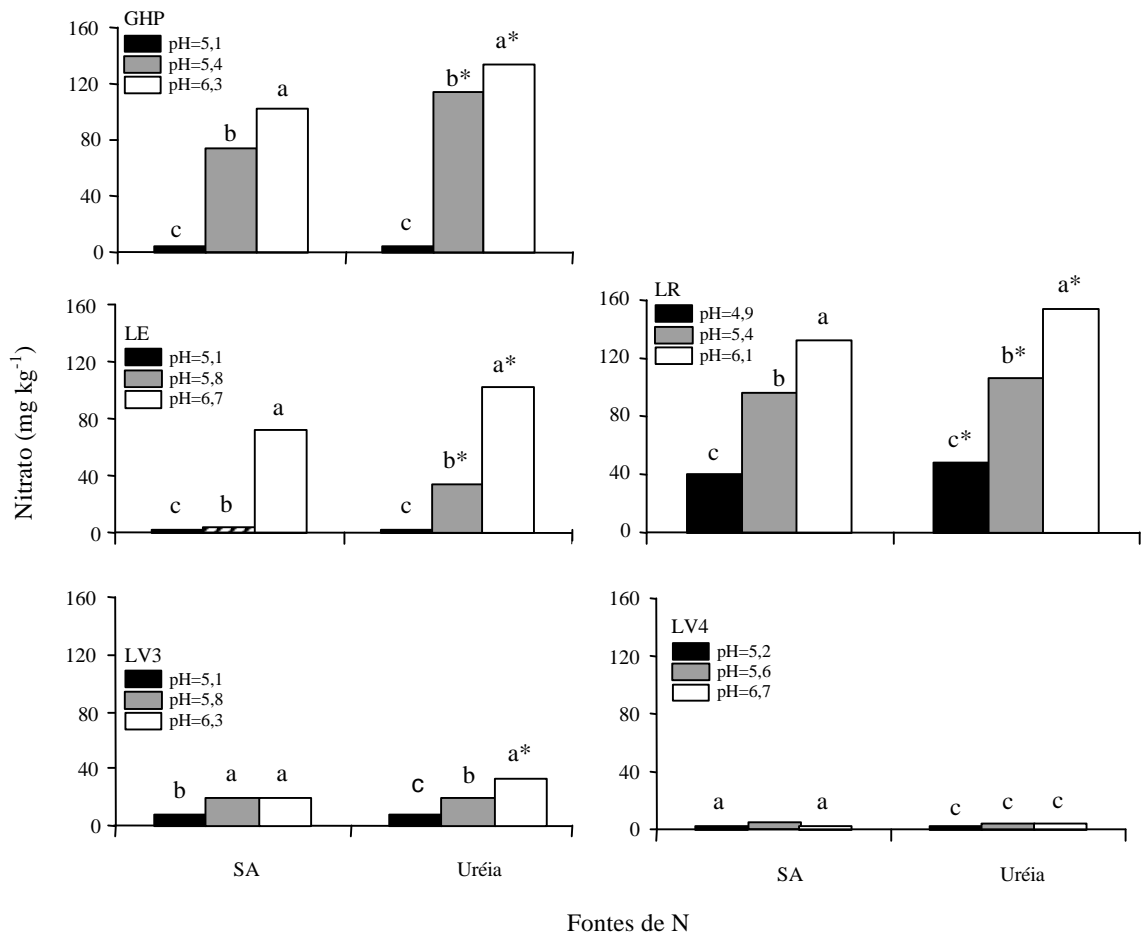 GHP
pH=5,1
pH=5,4
pH=6,3
160
120
80
40
0
c
b
a
c
b*
a*
LE
pH=5,1
pH=5,8
pH=6,7
160
120
80
40
0
c
b
a
c
b*
a*
LR
pH=4,9
pH=5,4
pH=6,1
160
120
80
40
0
c
b
a
c*
b*
a*
LV3
pH=5,1
pH=5,8
pH=6,3
160
120
80
40
0
b
a
a
c
b
a*
SA
Uréia
LV4
pH=5,2
pH=5,6
pH=6,7
160
120
80
40
0
a
a
c
c
c
SA
Uréia
Nitrato (mg kg-1)
Fontes de N